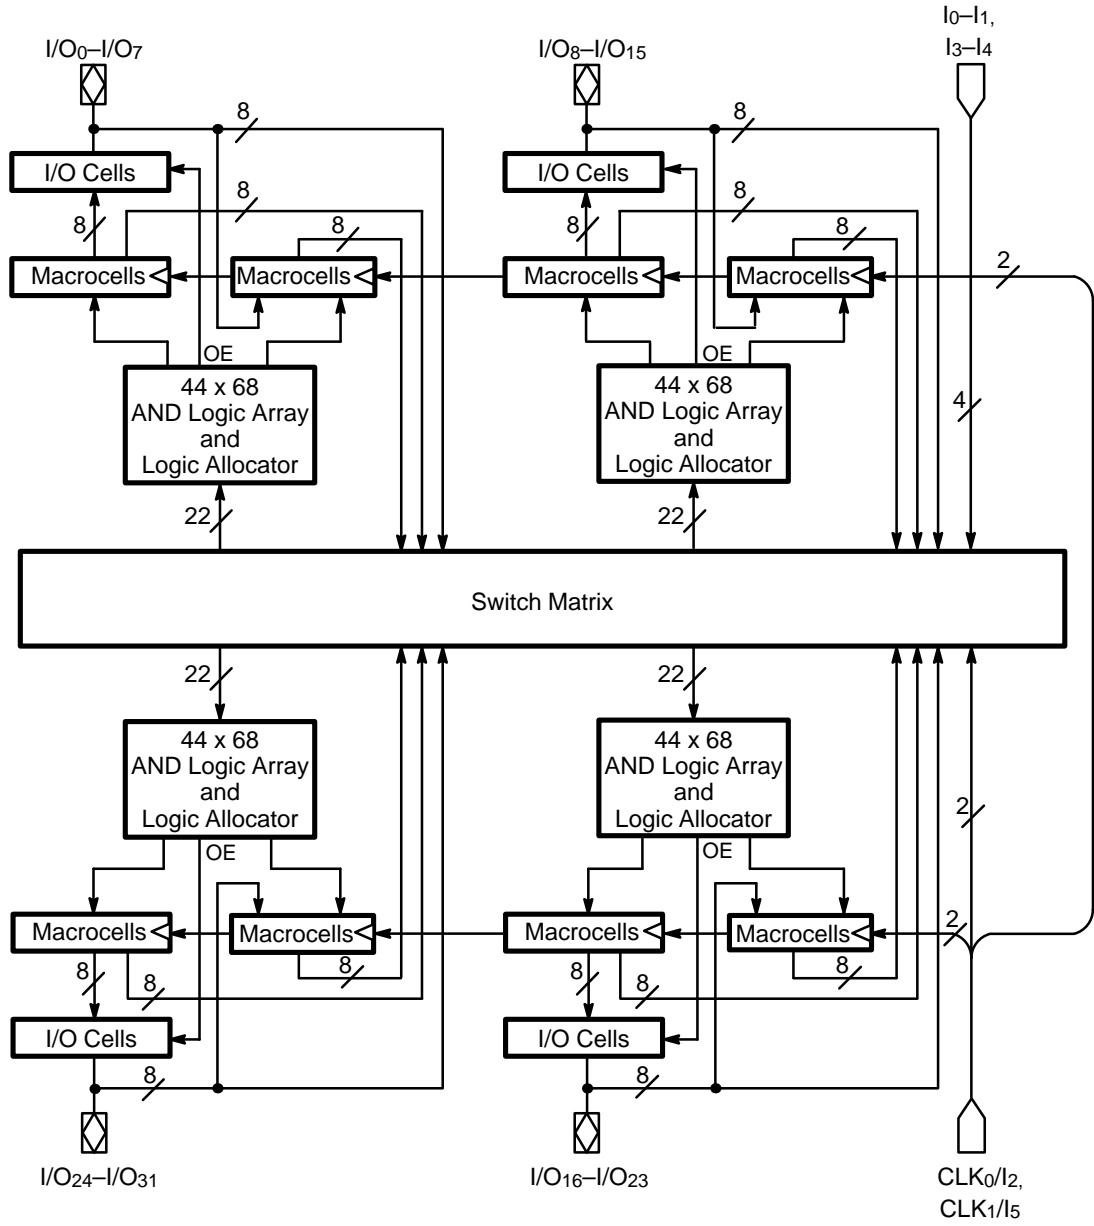 I/O0–I/O7
I/O8–I/O15
I0–I1,
I3–I4
8
8
I/O Cells
I/O Cells
8
8
8
8
8
8
Macrocells
Macrocells
Macrocells
Macrocells
2
OE
OE
44 x 68
AND Logic Array
and
Logic Allocator
44 x 68
AND Logic Array
and
Logic Allocator
4
22
22
Switch Matrix
22
22
44 x 68
AND Logic Array
and
Logic Allocator
44 x 68
AND Logic Array
and
Logic Allocator
2
OE
OE
Macrocells
Macrocells
Macrocells
Macrocells
2
8
8
8
8
8
8
I/O Cells
I/O Cells
8
8
I/O24–I/O31
I/O16–I/O23
CLK0/I2,
CLK1/I5